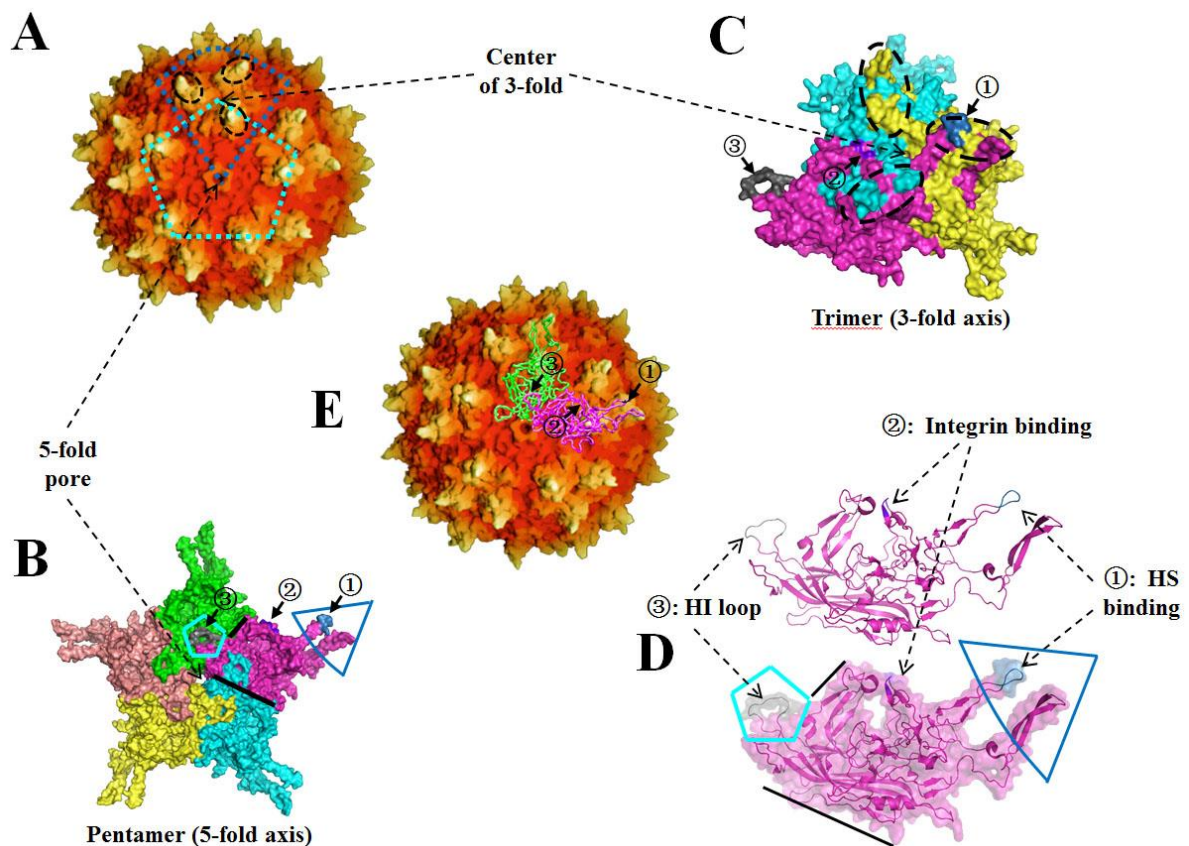 A
Center
of 3-fold
C
①
③
②
Trimer (3-fold axis)
E
③
①
②
5-fold
pore
②: Integrin binding
B
③
②
①
①: HS
binding
③: HI loop
D
Pentamer (5-fold axis)